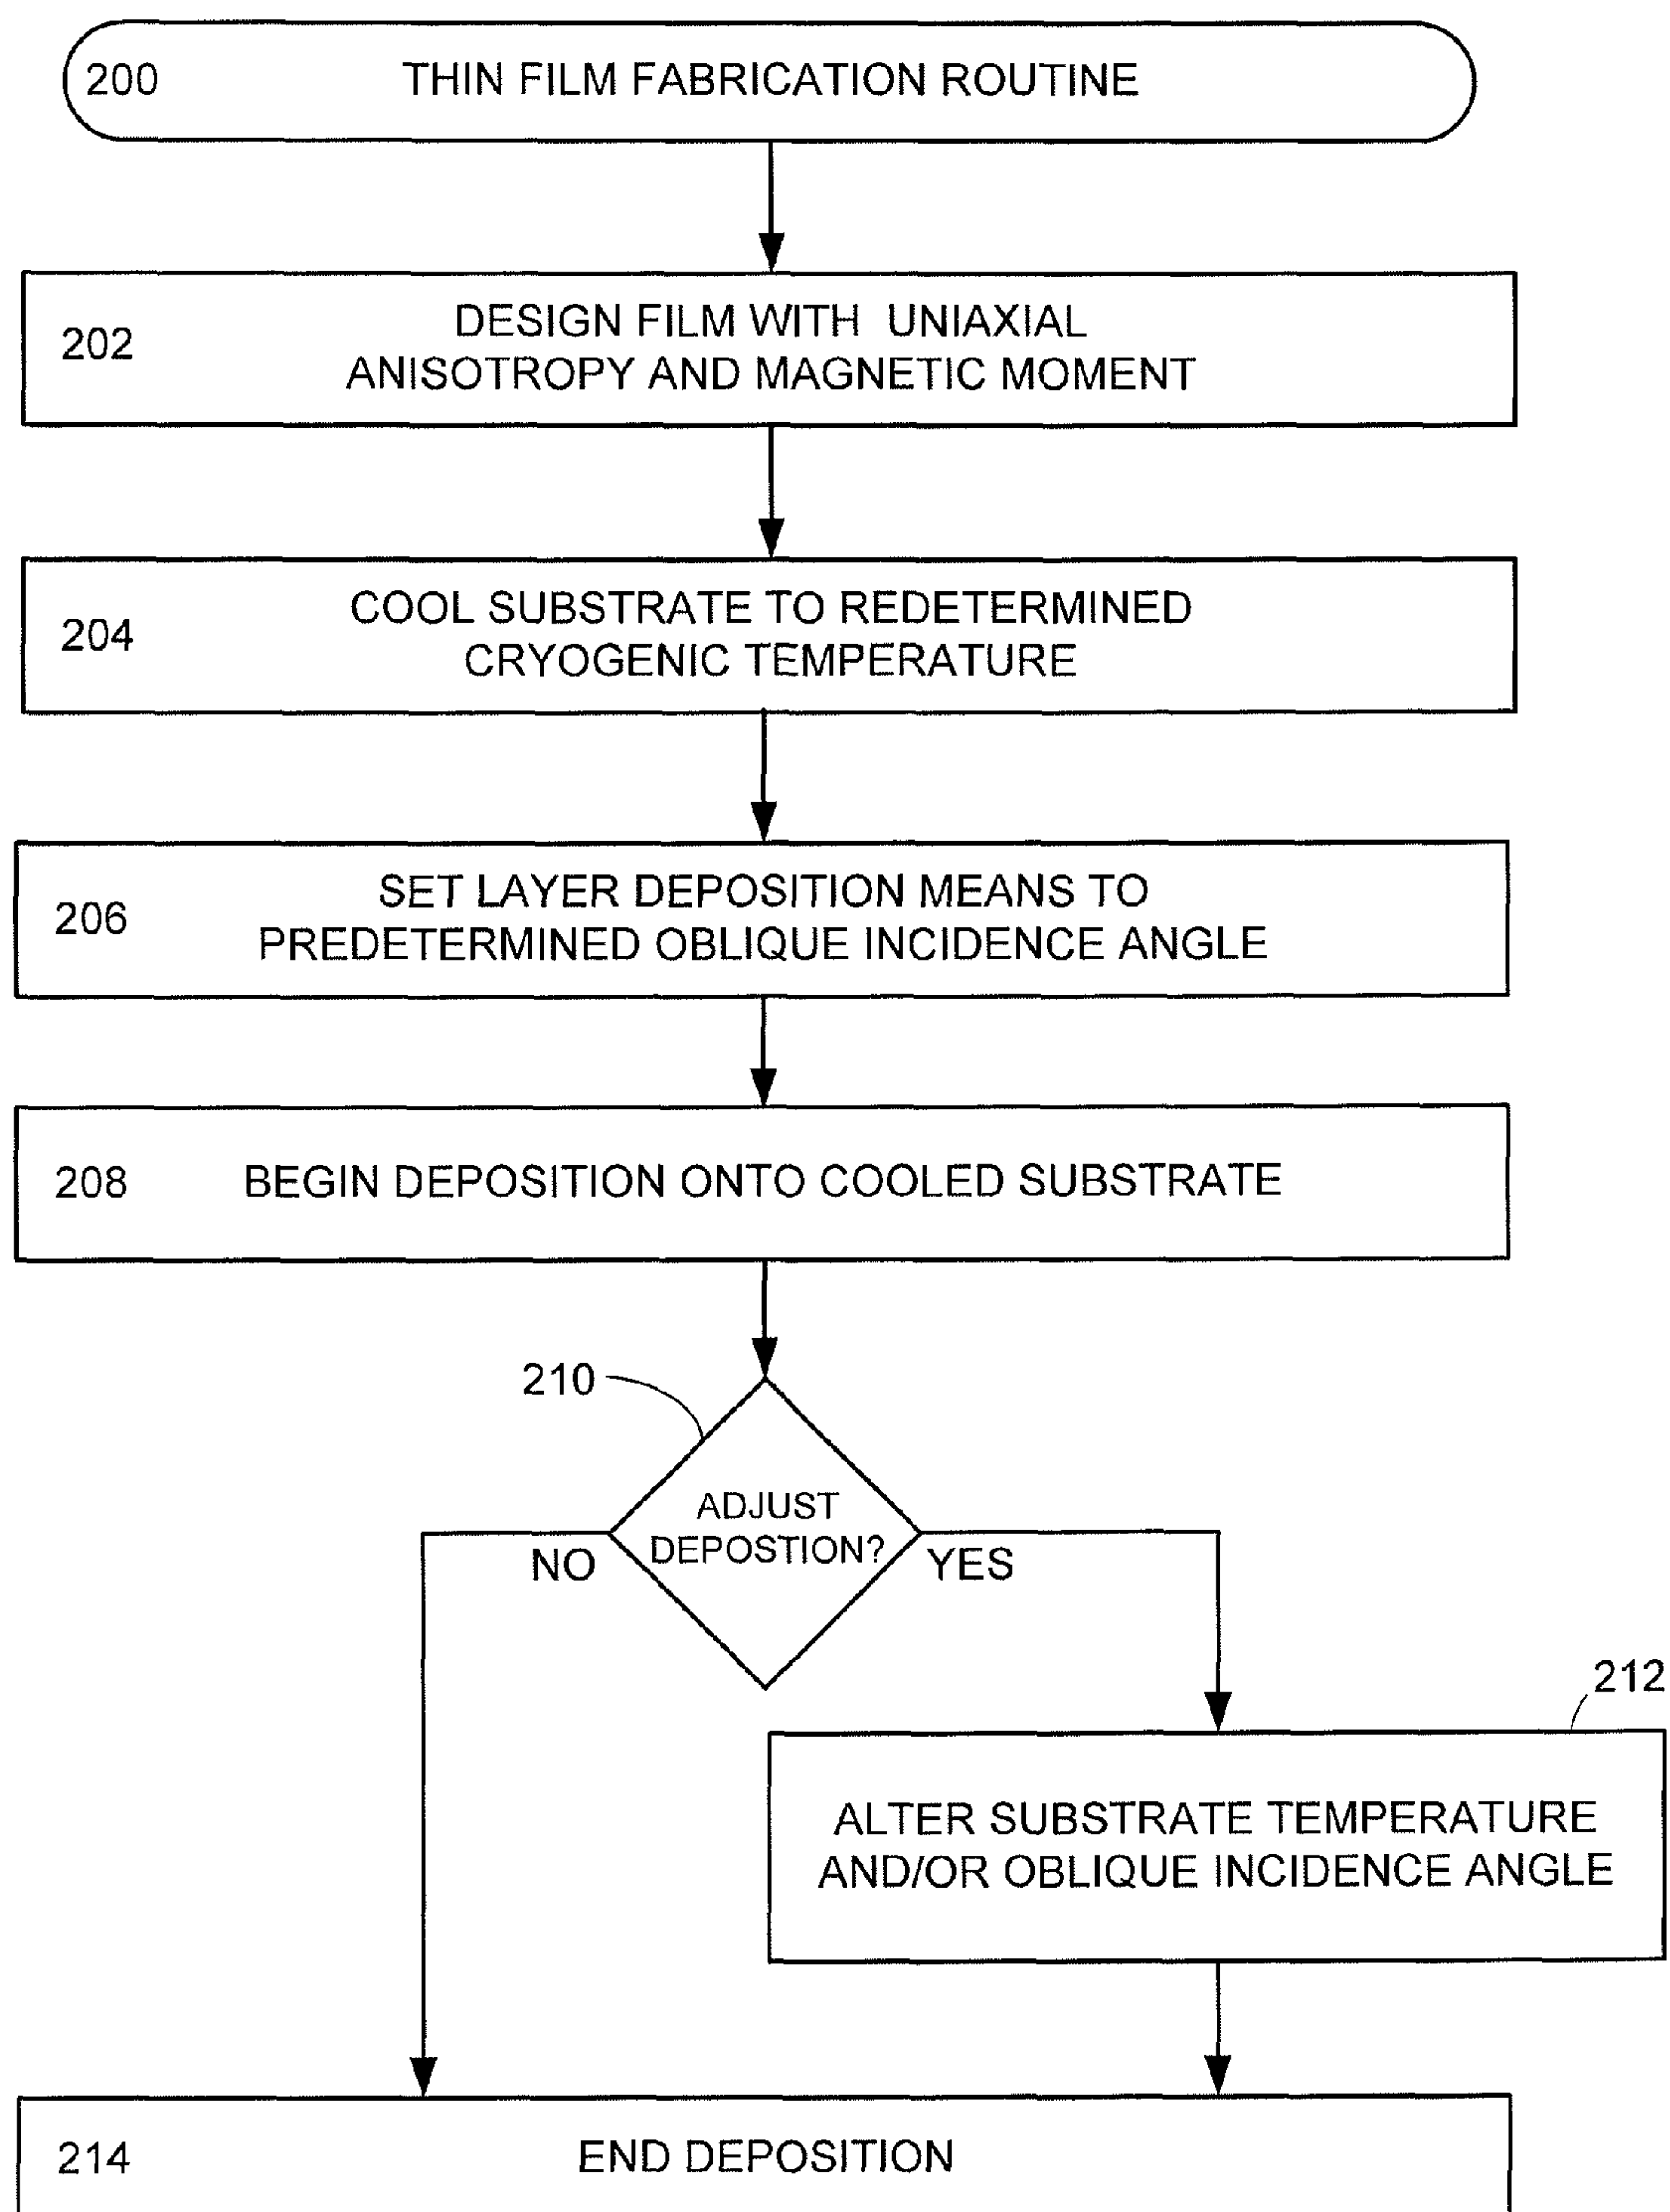 200 THIN FILM FABRICATION ROUTINE
202 DESIGN FILM WITH UNIAXIAL
ANISOTROPY AND MAGNETIC MOMENT
204 COOL SUBSTRATE TO REDETERMINED
CRYOGENIC TEMPERATURE
206 SET LAYER DEPOSITION MEANS TO
PREDETERMINED OBLIQUE INCIDENCE ANGLE
208 BEGIN DEPOSITION ONTO COOLED SUBSTRATE
210
ADJUST
DEPOSTION?
NO
YES
212
ALTER SUBSTRATE TEMPERATURE
AND/OR OBLIQUE INCIDENCE ANGLE
214 END DEPOSITION